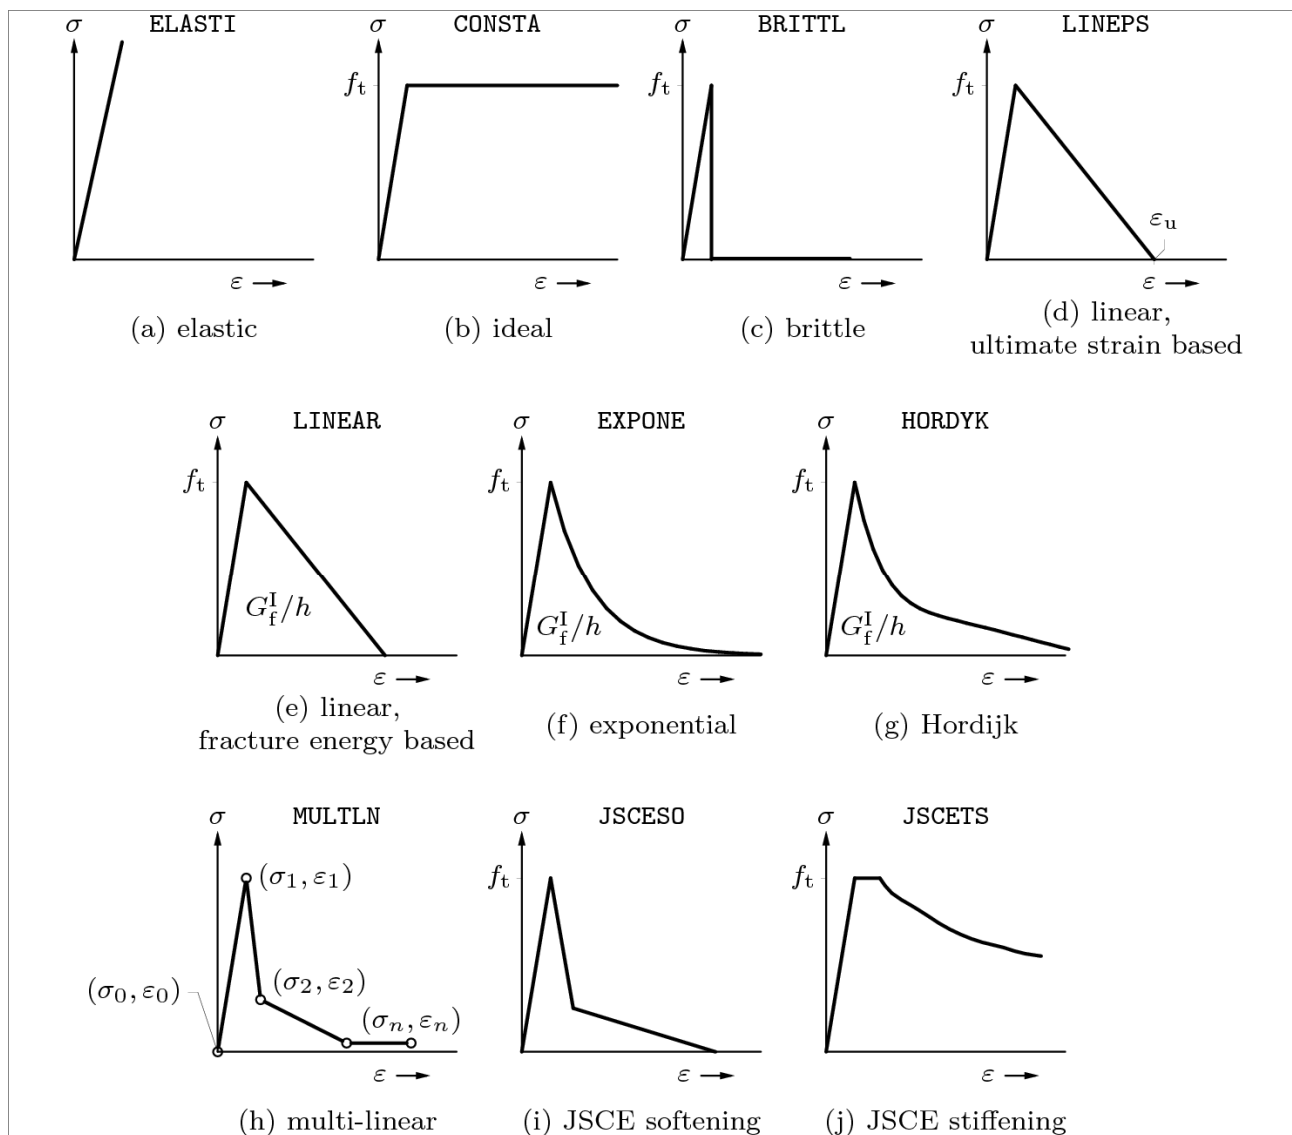 σ ELASTI
σ CONSTA
σ BRITTL
σ LINEPS
f_t
f_t
f_t
ε_u
ε
ε
ε
ε
(a) elastic
(b) ideal
(c) brittle
(d) linear,
ultimate strain based
σ LINEAR
σ EXPONE
σ HORDYK
f_t
f_t
f_t
G_f^I/h
G_f^I/h
G_f^I/h
ε
ε
ε
(e) linear,
fracture energy based
(f) exponential
(g) Hordijk
σ MULTLN
σ JSCESO
σ JSCETS
(σ_1, ε_1)
f_t
f_t
(σ_0, ε_0)
(σ_2, ε_2)
(σ_n, ε_n)
ε
ε
ε
(h) multi-linear
(i) JSCE softening
(j) JSCE stiffening